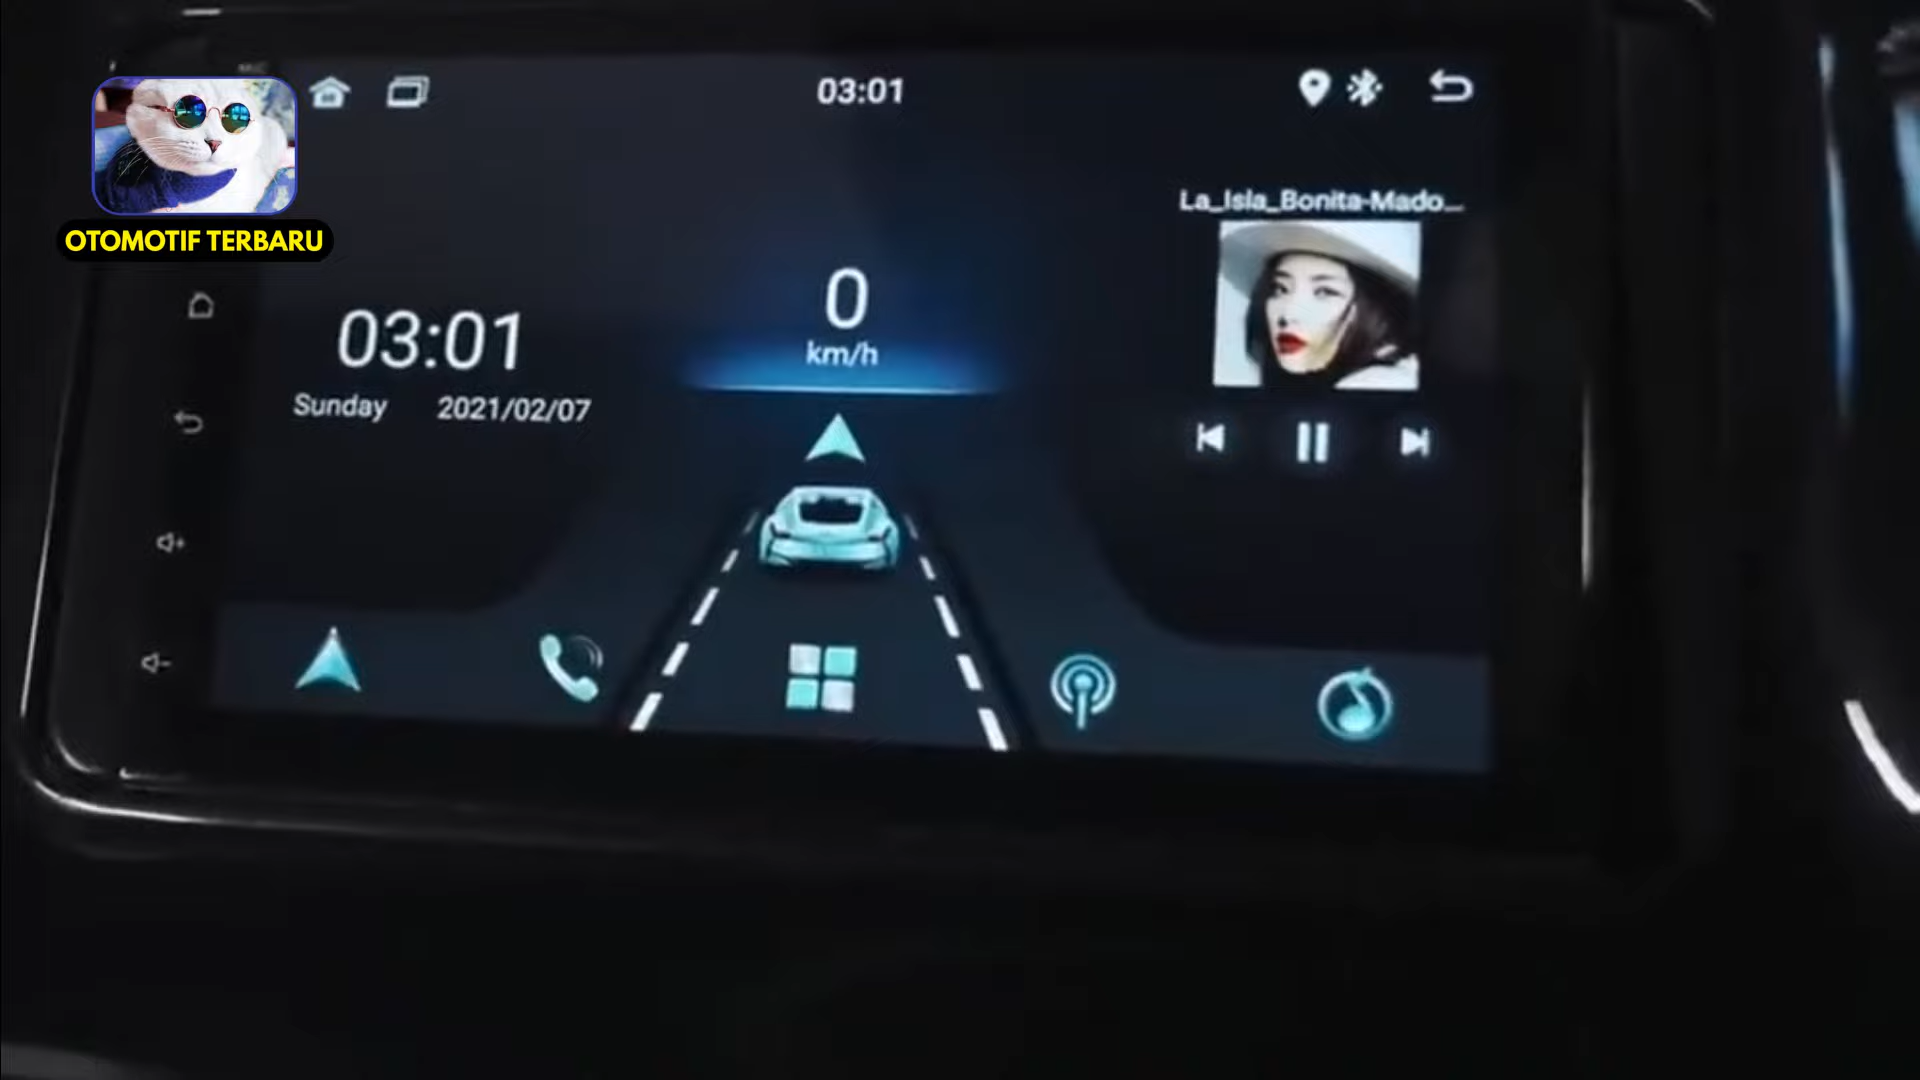 03:01
OTOMOTIF TERBARU
La_Isla_Bonita-Mado...
03:01
Sunday 2021/02/07
0
km/h